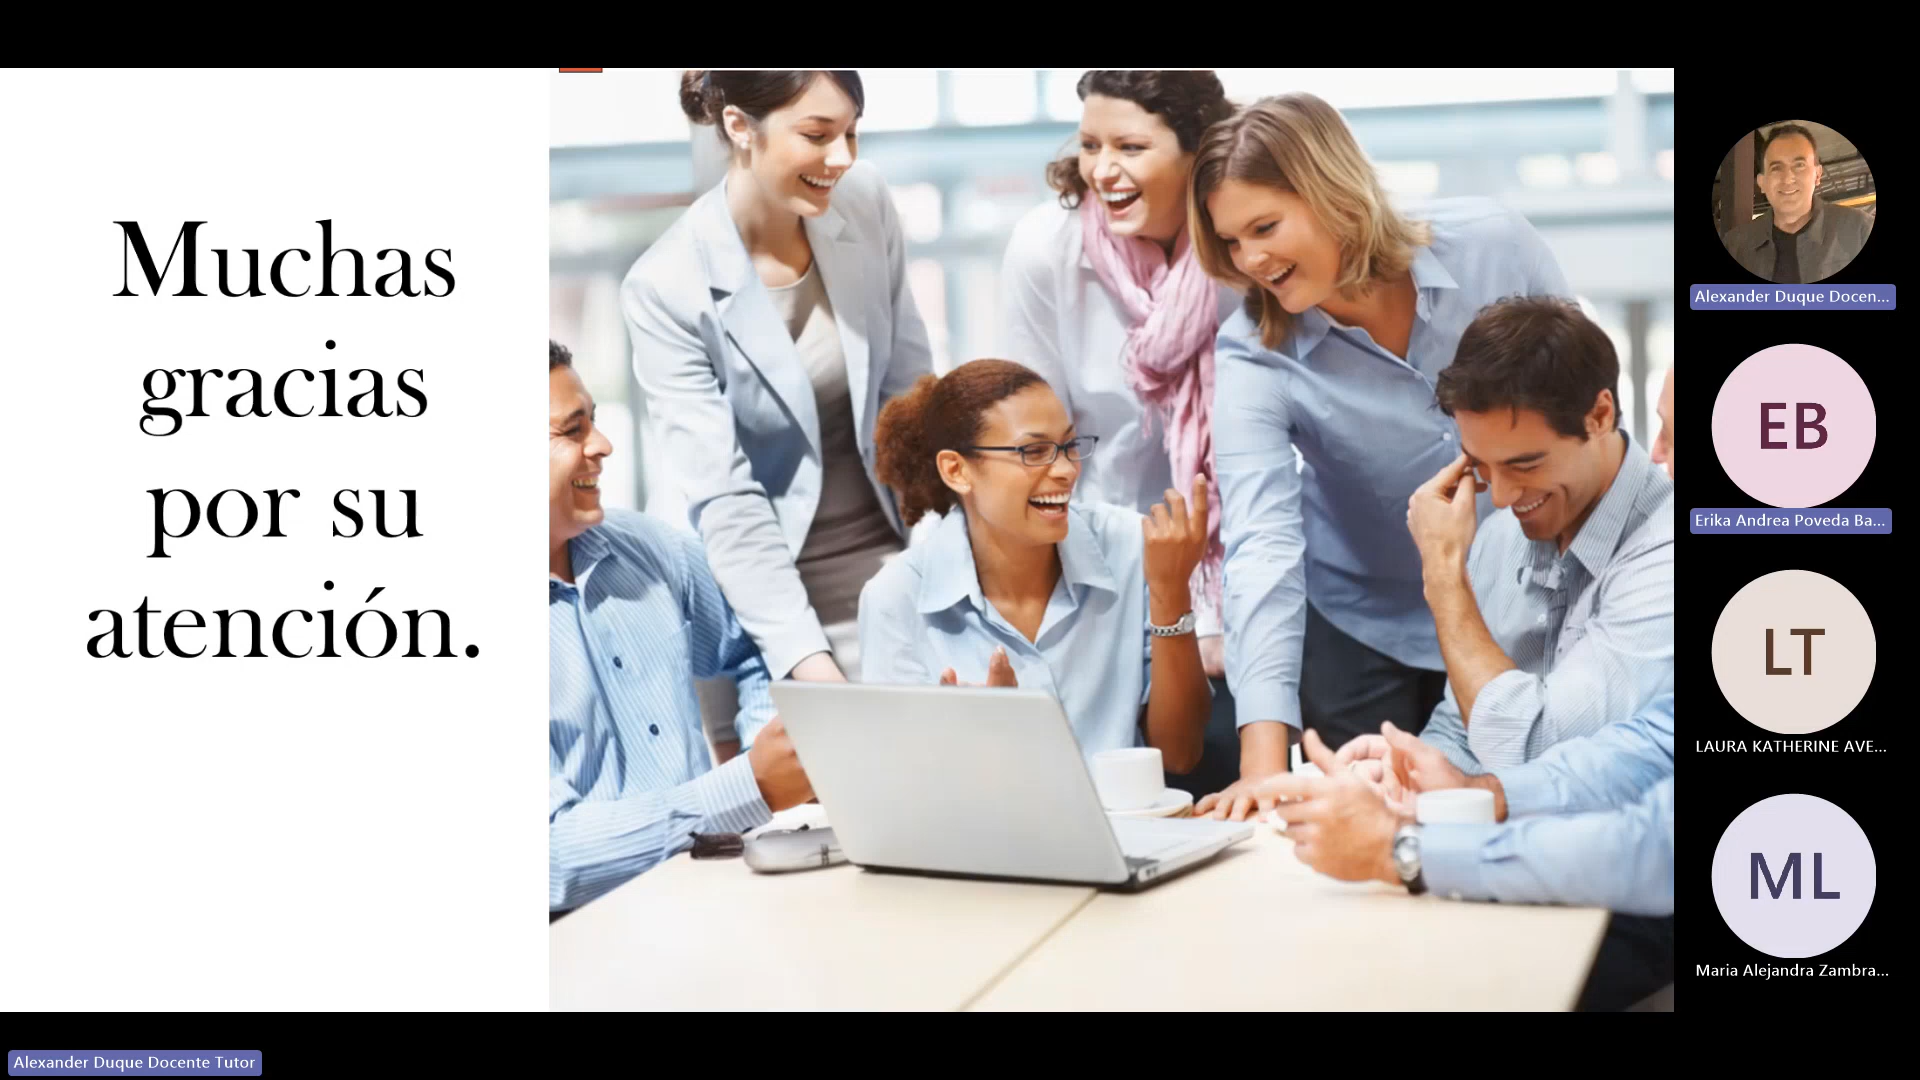 Muchas
gracias
por su
atención.
Alexander Duque Docen...
EB
Erika Andrea Poveda Ba...
LT
LAURA KATHERINE AVE...
ML
Maria Alejandra Zambra...
Alexander Duque Docente Tutor